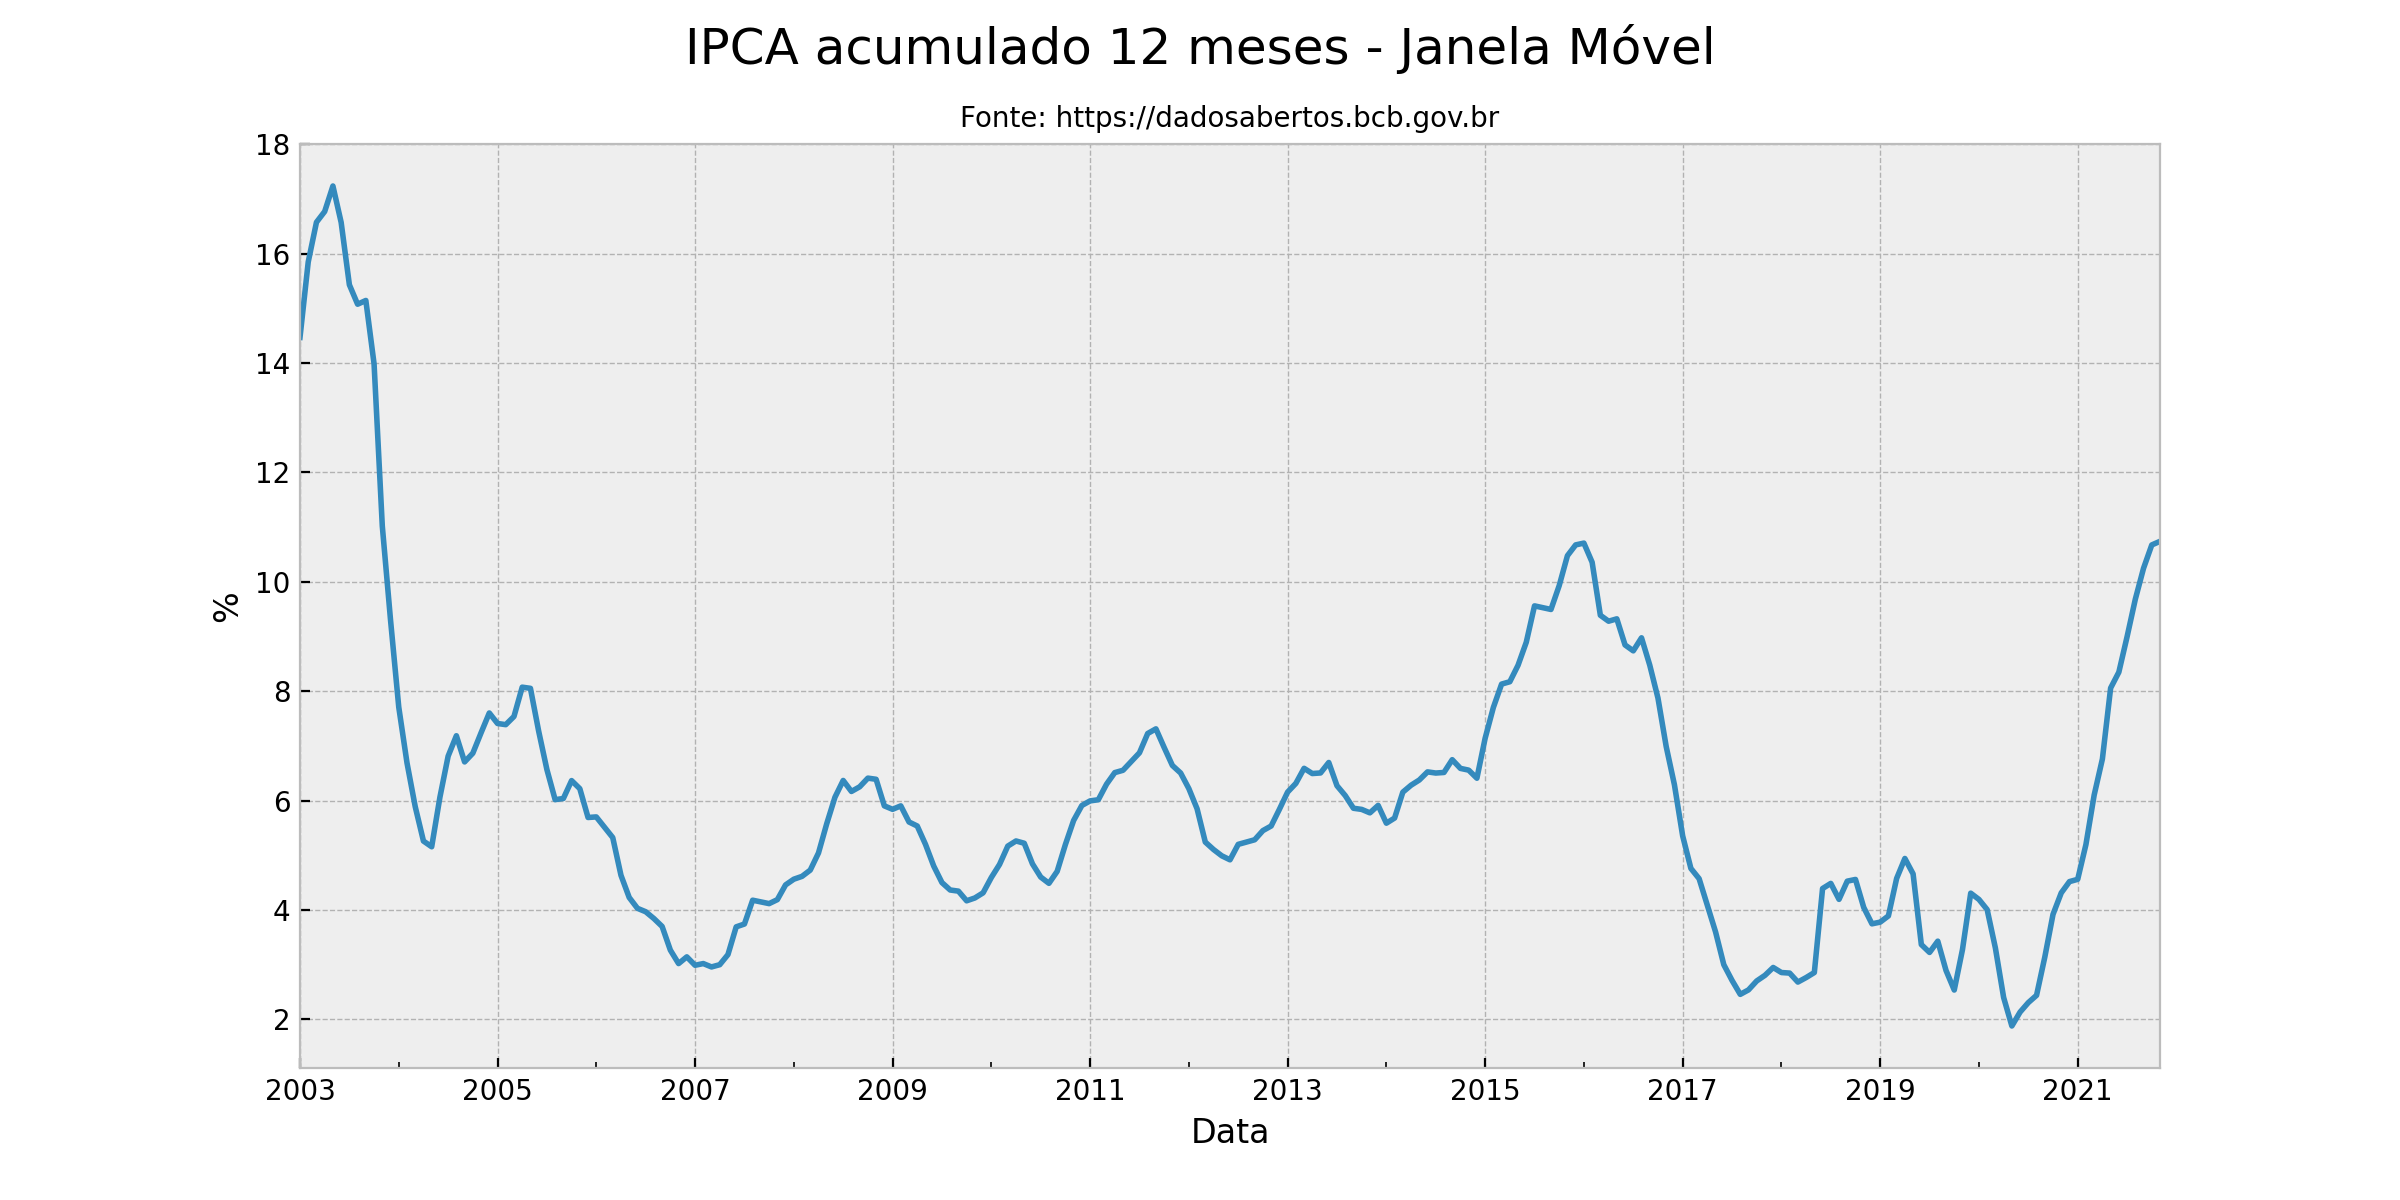 IPCA acumulado 12 meses - Janela Móvel
Fonte: https://dadosabertos.bcb.gov.br
18
16
14
12
10
8
6
4
2
%
2003 2005 2007 2009 2011 2013 2015 2017 2019 2021
Data